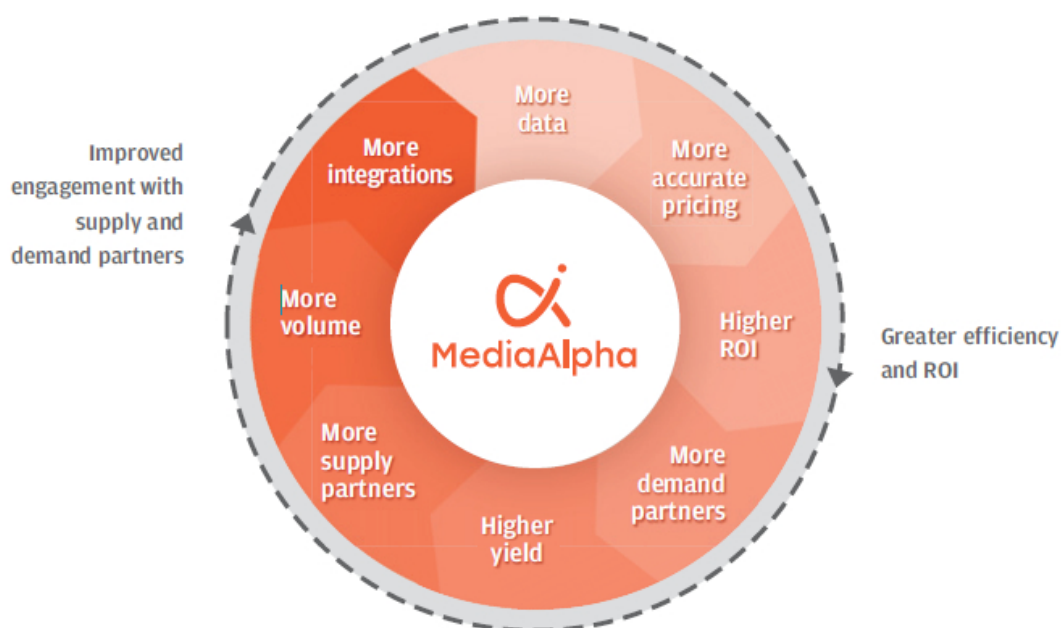 More
data
More
accurate
pricing
Higher
ROI
More
demand
partners
Higher
yield
More
supply
partners
More
volume
More
integrations
MediaAlpha
Improved
engagement with
supply and
demand partners
Greater efficiency
and ROI